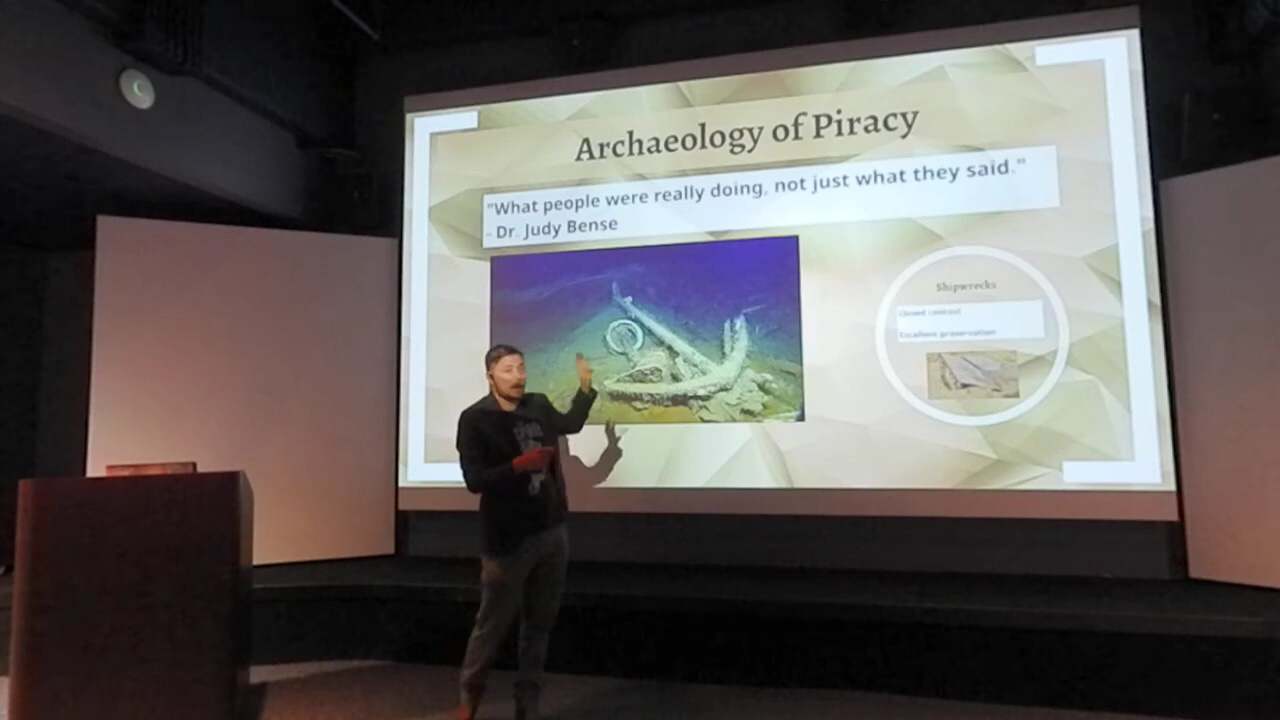 Archaeology of Piracy
"What people were really doing, not just what they said."
- Dr. Judy Bense
Shipwrecks
Closed context
Excellent preservation